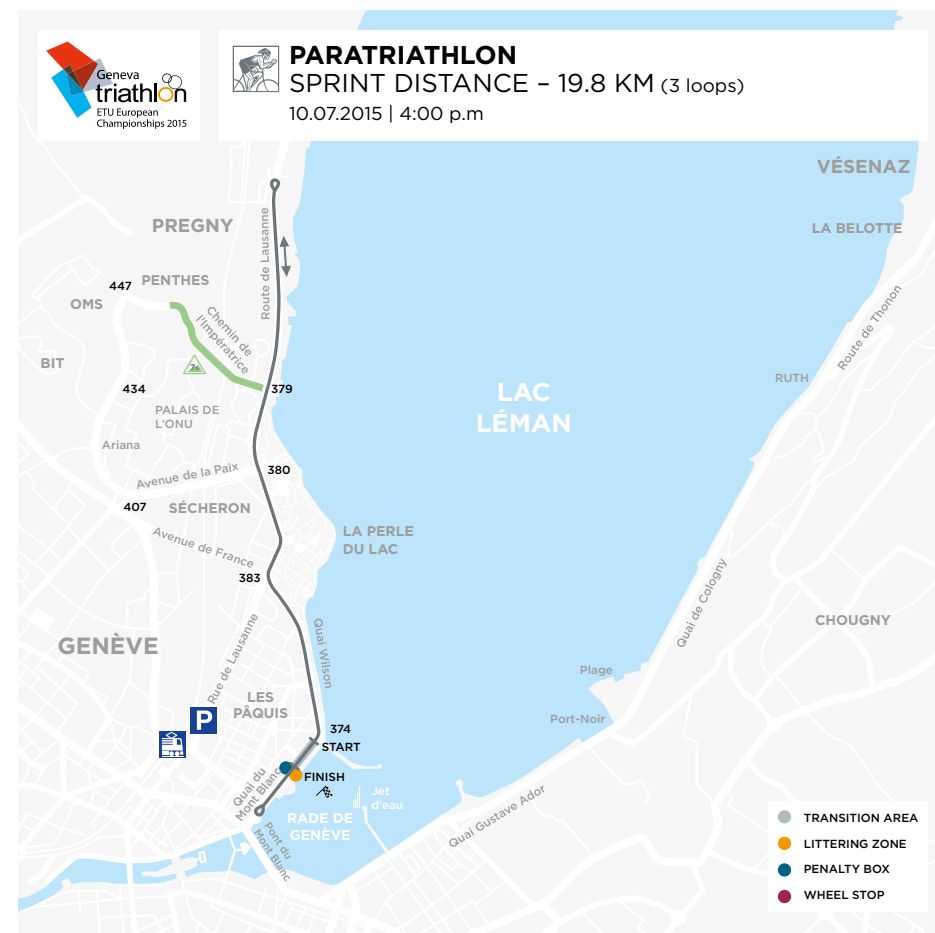 Geneva
triathlon
ETU European
Championships 2015
PARATRIATHLON
SPRINT DISTANCE – 19.8 KM (3 loops)
10.07.2015 | 4:00 p.m
VÉSENAZ
LA BELOTTE
PREGNY
Route de Lausanne
447
PENTHES
OMS
Chemin de
l'Impératrice
Route de Thonon
BIT
7%
434
379
RUTH
LAC
LÉMAN
PALAIS DE
L'ONU
Ariana
Avenue de la Paix
380
407
SÉCHERON
Avenue de France
LA PERLE
DU LAC
383
Quai de Cologny
CHOUGNY
GENÈVE
Rue de Lausanne
Quai Wilson
Plage
LES
PÂQUIS
P
Port-Noir
374
START
FINISH
Quai du
Mont Blanc
Jet
d'eau
RADE DE
GENÈVE
Pont du
Mont Blanc
Quai Gustave Ador
TRANSITION AREA
LITTERING ZONE
PENALTY BOX
WHEEL STOP